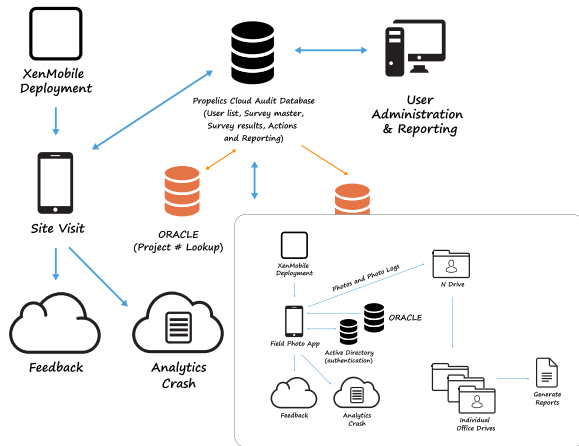 XenMobile
Deployment
Propelics Cloud Audit Database
(User list, Survey master,
Survey results, Actions
and Reporting)
User
Administration
& Reporting
Site Visit
ORACLE
(Project # Lookup)
Feedback
Analytics
Crash
XenMobile
Deployment
Photos and Photo Logs
N Drive
Field Photo App
ORACLE
Active Directory
(authentication)
Feedback
Analytics
Crash
Individual
Office Drives
Generate
Reports